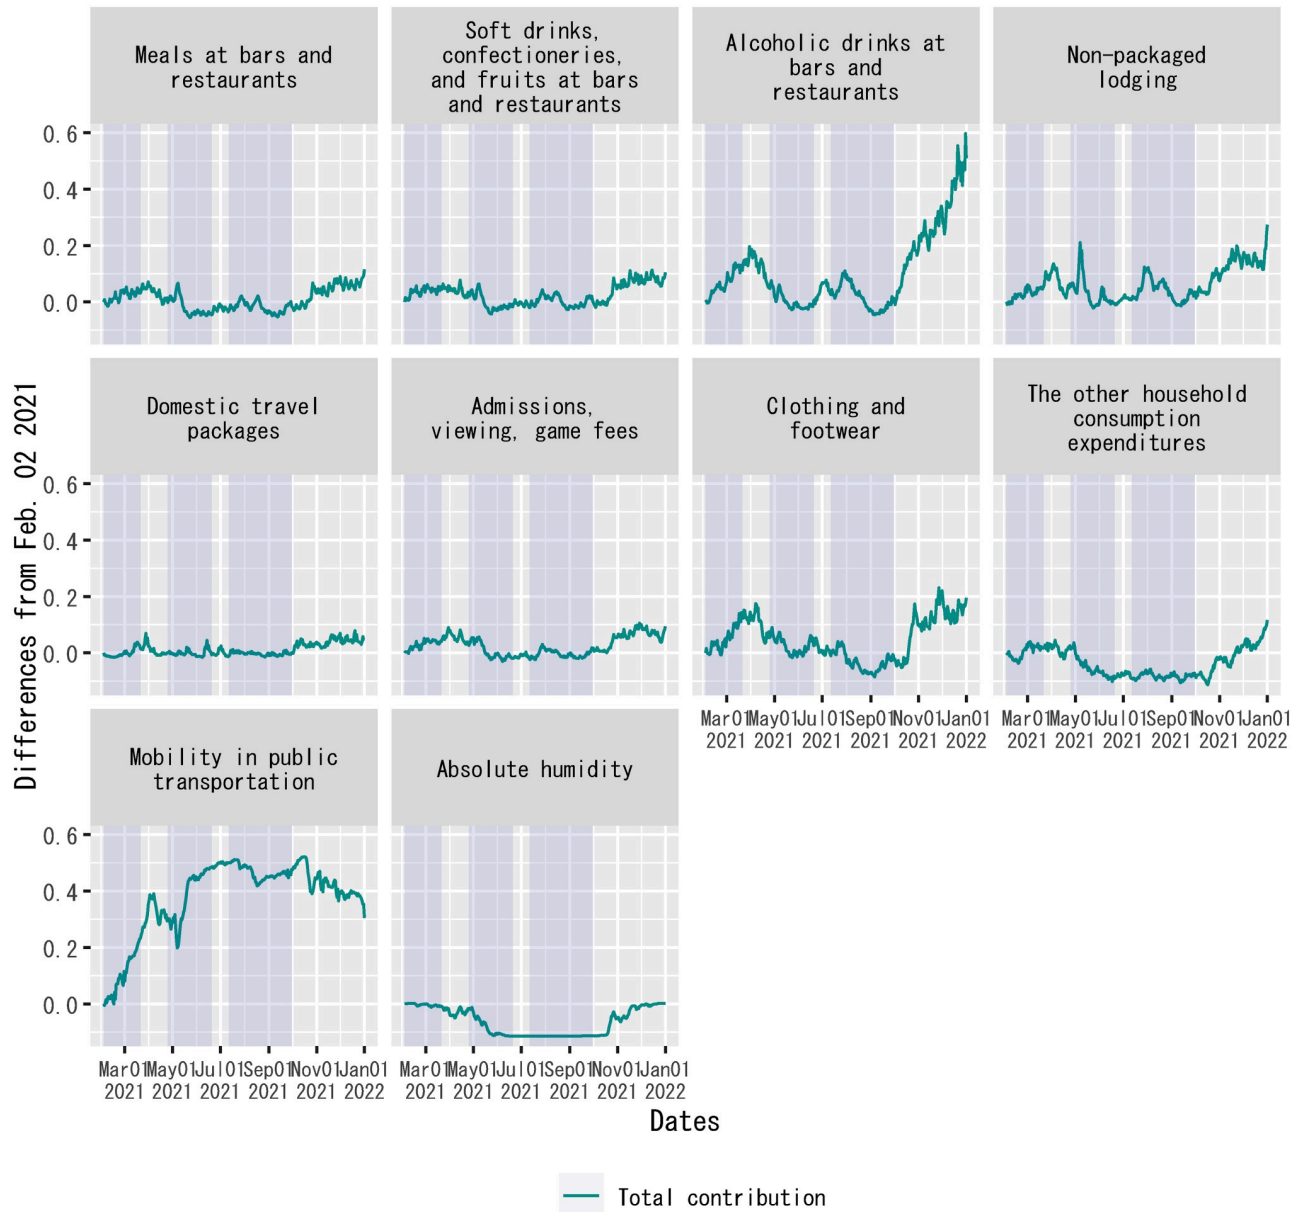 Meals at bars and
restaurants
Soft drinks,
confectioneries,
and fruits at bars
and restaurants
Alcoholic drinks at
bars and
restaurants
Non-packaged
lodging
0.6
0.4
0.2
0.0
Domestic travel
packages
Admissions,
viewing, game fees
Clothing and
footwear
The other household
consumption
expenditures
0.6
0.4
0.2
0.0
Mar01 May01 Jul01 Sep01 Nov01 Jan01
2021 2021 2021 2021 2021 2022
Mar01 May01 Jul01 Sep01 Nov01 Jan01
2021 2021 2021 2021 2021 2022
Mobility in public
transportation
Absolute humidity
0.6
0.4
0.2
0.0
Mar01 May01 Jul01 Sep01 Nov01 Jan01
2021 2021 2021 2021 2021 2022
Mar01 May01 Jul01 Sep01 Nov01 Jan01
2021 2021 2021 2021 2021 2022
Differences from Feb. 02 2021
Dates
Total contribution